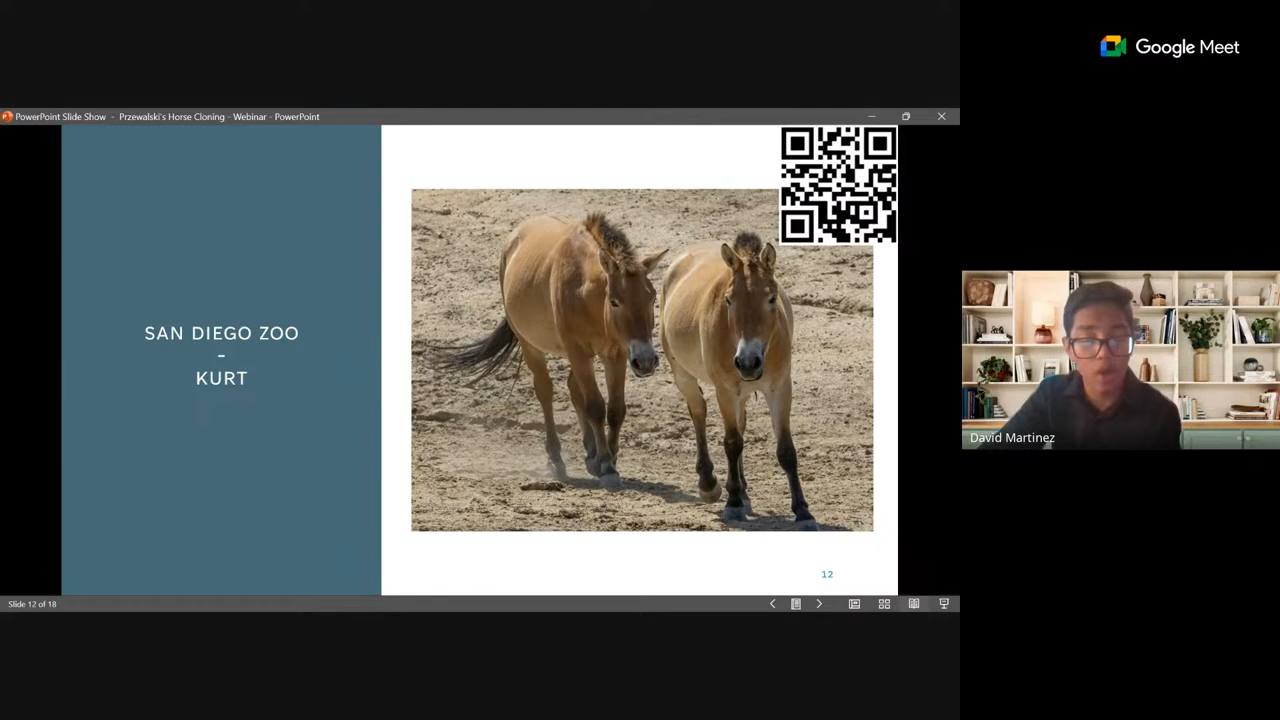 Google Meet
PowerPoint Slide Show - Przewalski's Horse Cloning - Webinar - PowerPoint
SAN DIEGO ZOO
-
KURT
David Martinez
12
Slide 12 of 18